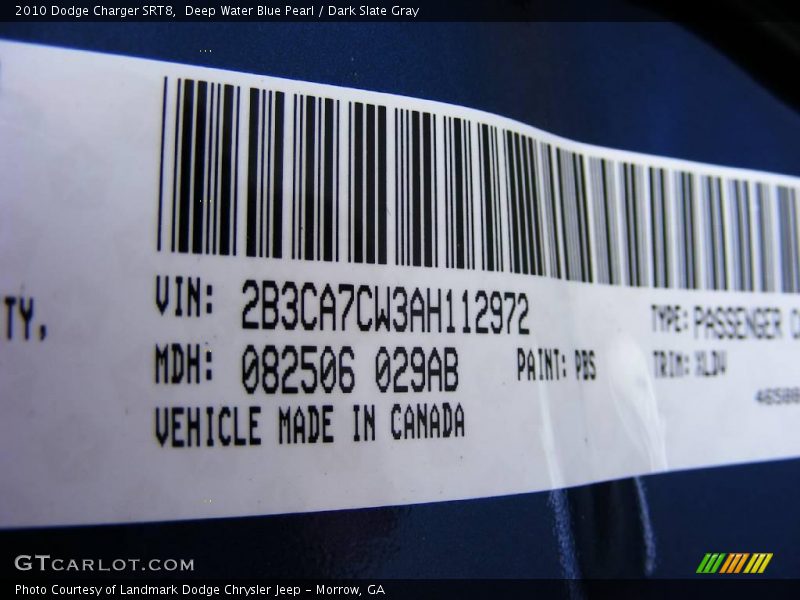 2010 Dodge Charger SRT8, Deep Water Blue Pearl / Dark Slate Gray
TY,
VIN: 2B3CA7CW3AH112972
TYPE: PASSENGER
MDH: 082506 029AB
PAINT: PBS
TRIM: XLDV
VEHICLE MADE IN CANADA
GTCARLOT.COM
Photo Courtesy of Landmark Dodge Chrysler Jeep – Morrow, GA